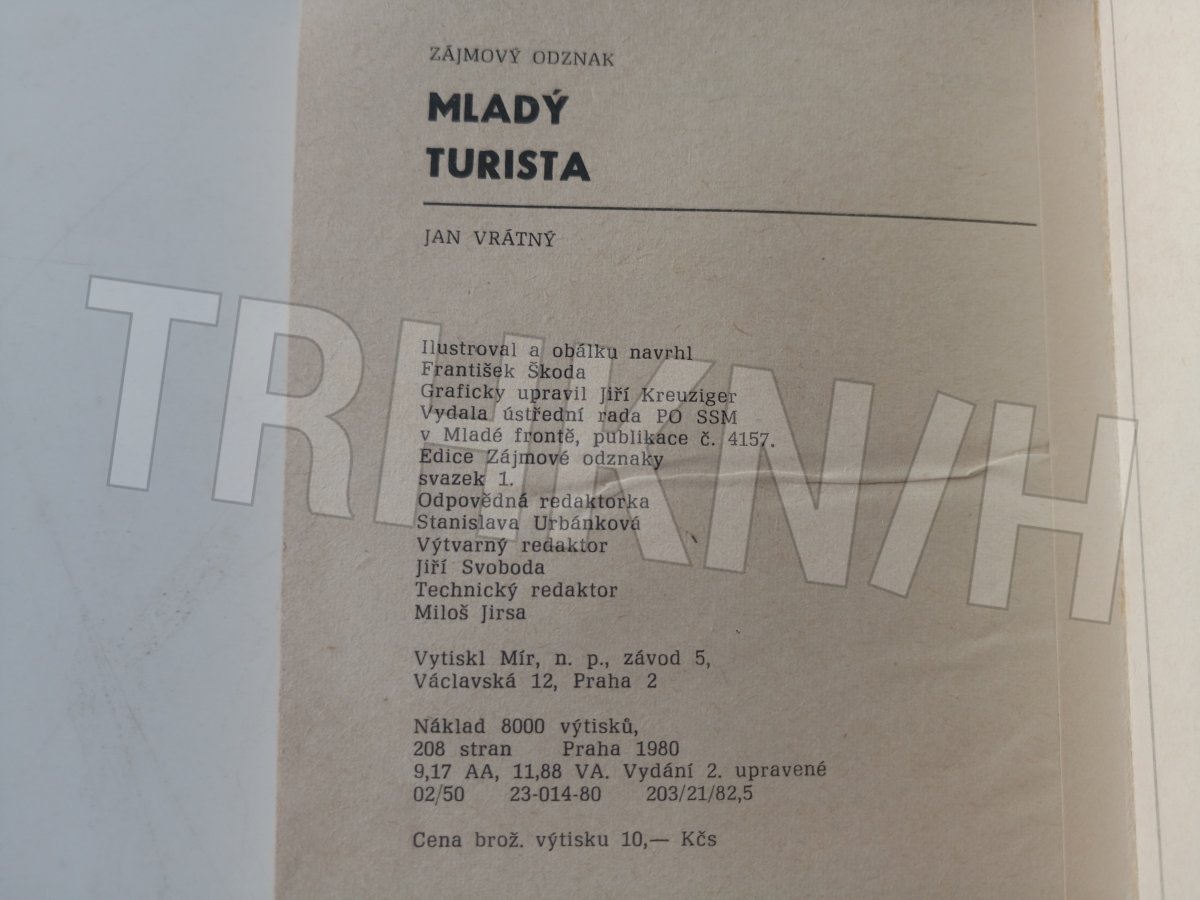 ZÁJMOVÝ ODZNAK
MLADÝ
TURISTA
JAN VRÁTNÝ
Ilustroval a obálku navrhl
František Škoda
Graficky upravil Jiří Kreuziger
Vydala ústřední rada PO SSM
v Mladé frontě, publikace č. 4157.
Edice Zájmové odznaky
svazek 1.
Odpovědná redaktorka
Stanislava Urbánková
Výtvarný redaktor
Jiří Svoboda
Technický redaktor
Miloš Jirsa
Vytiskl Mír, n. p., závod 5,
Václavská 12, Praha 2
Náklad 8000 výtisků,
208 stran Praha 1980
9,17 AA, 11,88 VA. Vydání 2. upravené
02/50 23-014-80 203/21/82,5
Cena brož. výtisku 10,— Kčs